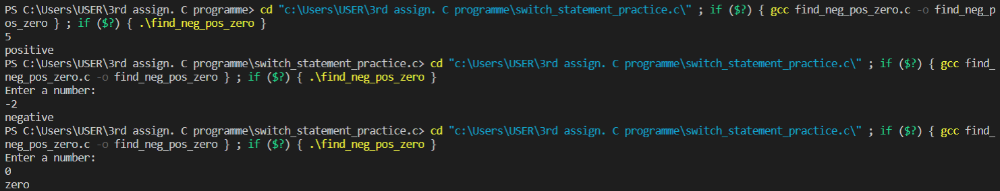 PS C:\Users\USER\3rd assign. C programme> cd "c:\Users\USER\3rd assign. C programme\switch_statement_practice.c\" ; if ($?) { gcc find_neg_pos_zero.c -o find_neg_p
os_zero } ; if ($?) { .\find_neg_pos_zero }
5
positive
PS C:\Users\USER\3rd assign. C programme\switch_statement_practice.c> cd "c:\Users\USER\3rd assign. C programme\switch_statement_practice.c\" ; if ($?) { gcc find_
neg_pos_zero.c -o find_neg_pos_zero } ; if ($?) { .\find_neg_pos_zero }
Enter a number:
-2
negative
PS C:\Users\USER\3rd assign. C programme\switch_statement_practice.c> cd "c:\Users\USER\3rd assign. C programme\switch_statement_practice.c\" ; if ($?) { gcc find_
neg_pos_zero.c -o find_neg_pos_zero } ; if ($?) { .\find_neg_pos_zero }
Enter a number:
0
zero